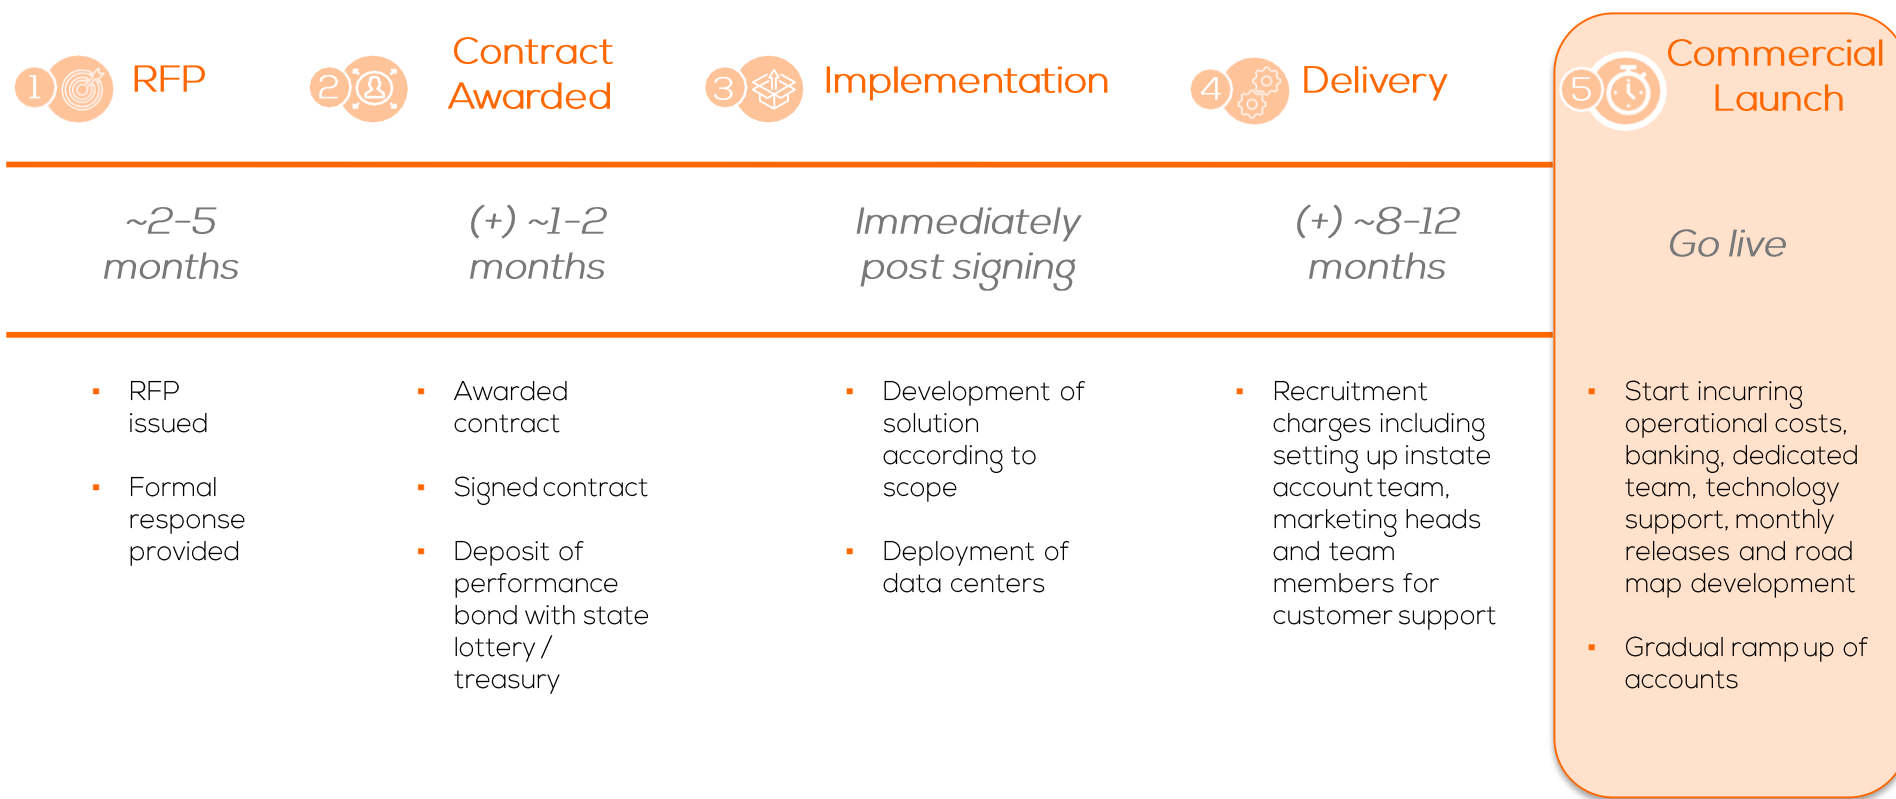 1
RFP
2
Contract
Awarded
3
Implementation
4
Delivery
5
Commercial
Launch
~2-5
months
(+) ~1-2
months
Immediately
post signing
(+) ~8-12
months
Go live
▪ RFP
issued
▪ Formal
response
provided
▪ Awarded
contract
▪ Signed contract
▪ Deposit of
performance
bond with state
lottery /
treasury
▪ Development of
solution
according to
scope
▪ Deployment of
data centers
▪ Recruitment
charges including
setting up instate
account team,
marketing heads
and team
members for
customer support
▪ Start incurring
operational costs,
banking, dedicated
team, technology
support, monthly
releases and road
map development
▪ Gradual ramp up of
accounts